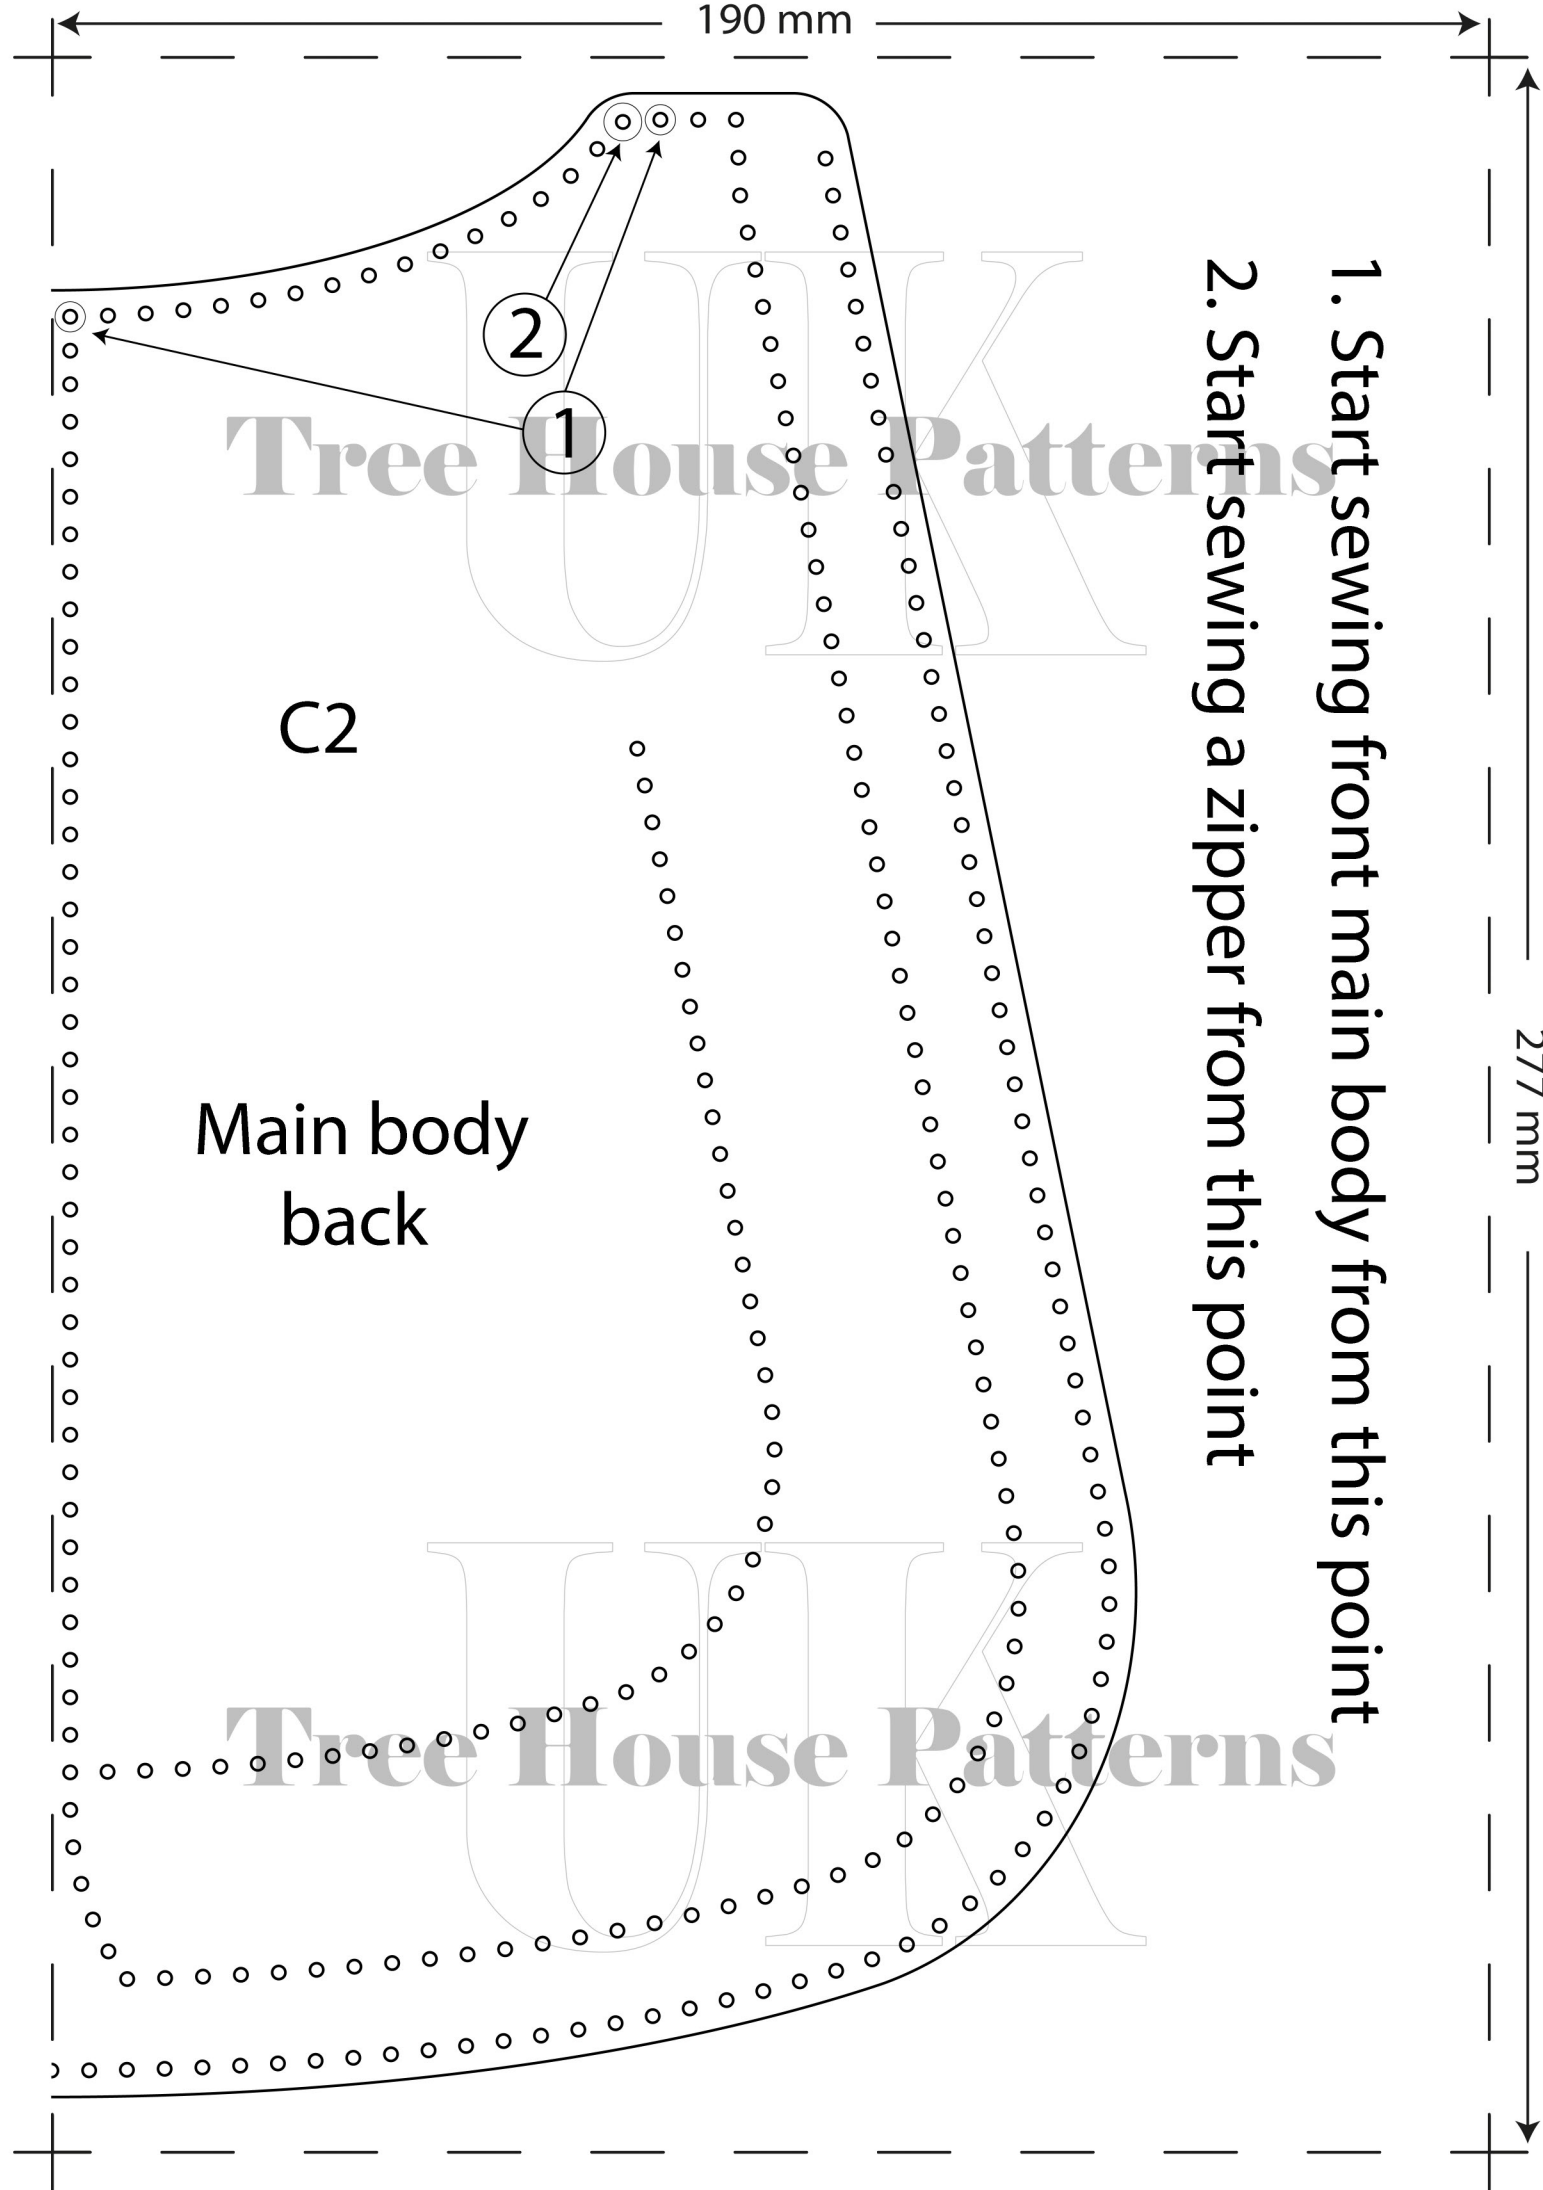 190 mm
2
1
UK
Tree House Patterns
1. Start sewing front main body from this point
2. Start sewing a zipper from this point
C2
277 mm
Main body
back
UK
Tree House Patterns